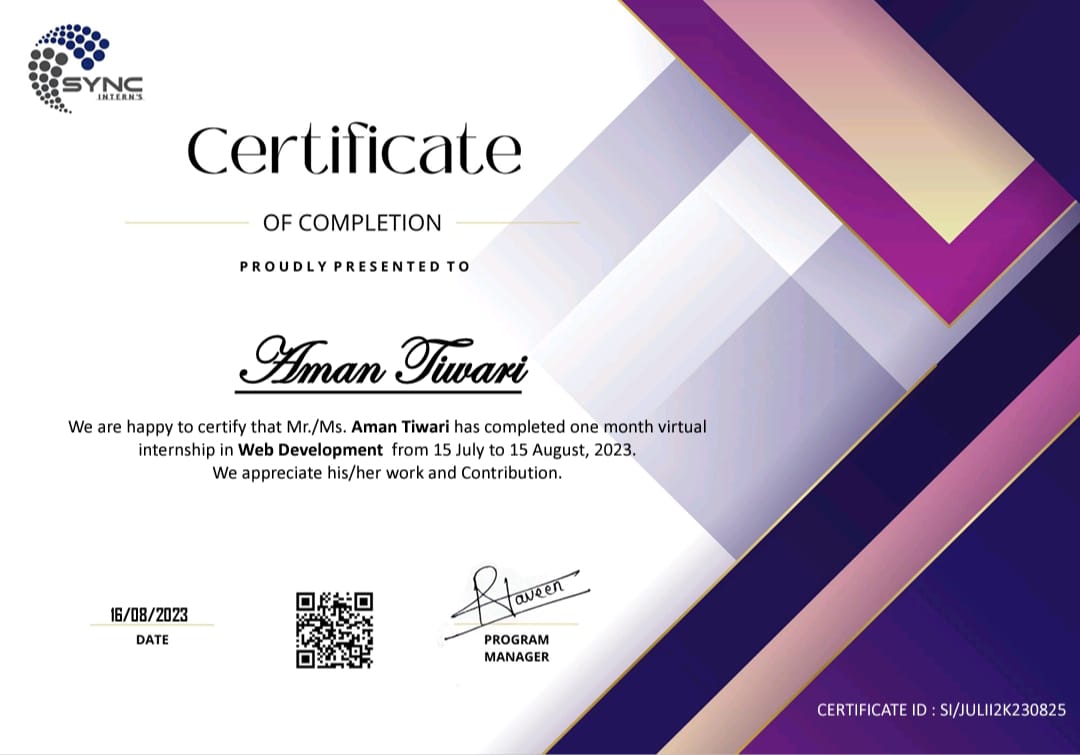 SYNC
INTERN'S
Certificate
OF COMPLETION
PROUDLY PRESENTED TO
Aman Tiwari
We are happy to certify that Mr./Ms. Aman Tiwari has completed one month virtual
internship in Web Development from 15 July to 15 August, 2023.
We appreciate his/her work and Contribution.
16/08/2023
DATE
PROGRAM
MANAGER
CERTIFICATE ID : SI/JULII2K230825